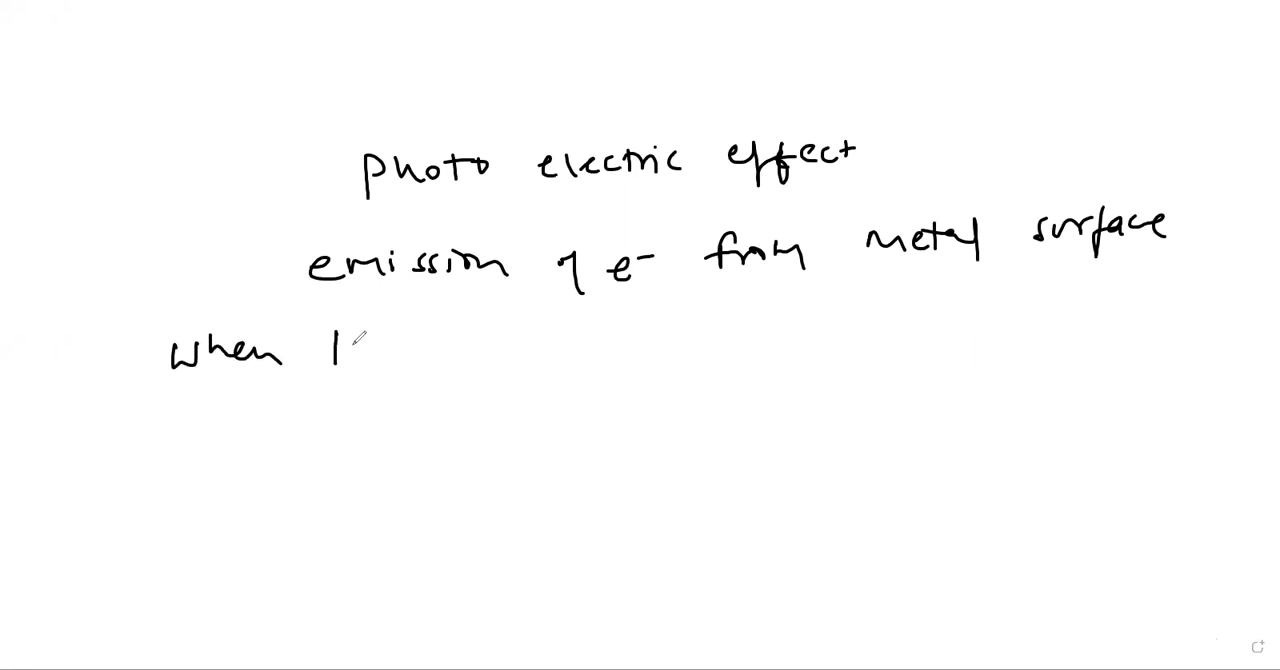 photo electric effect
emission of e- from metal surface
when l